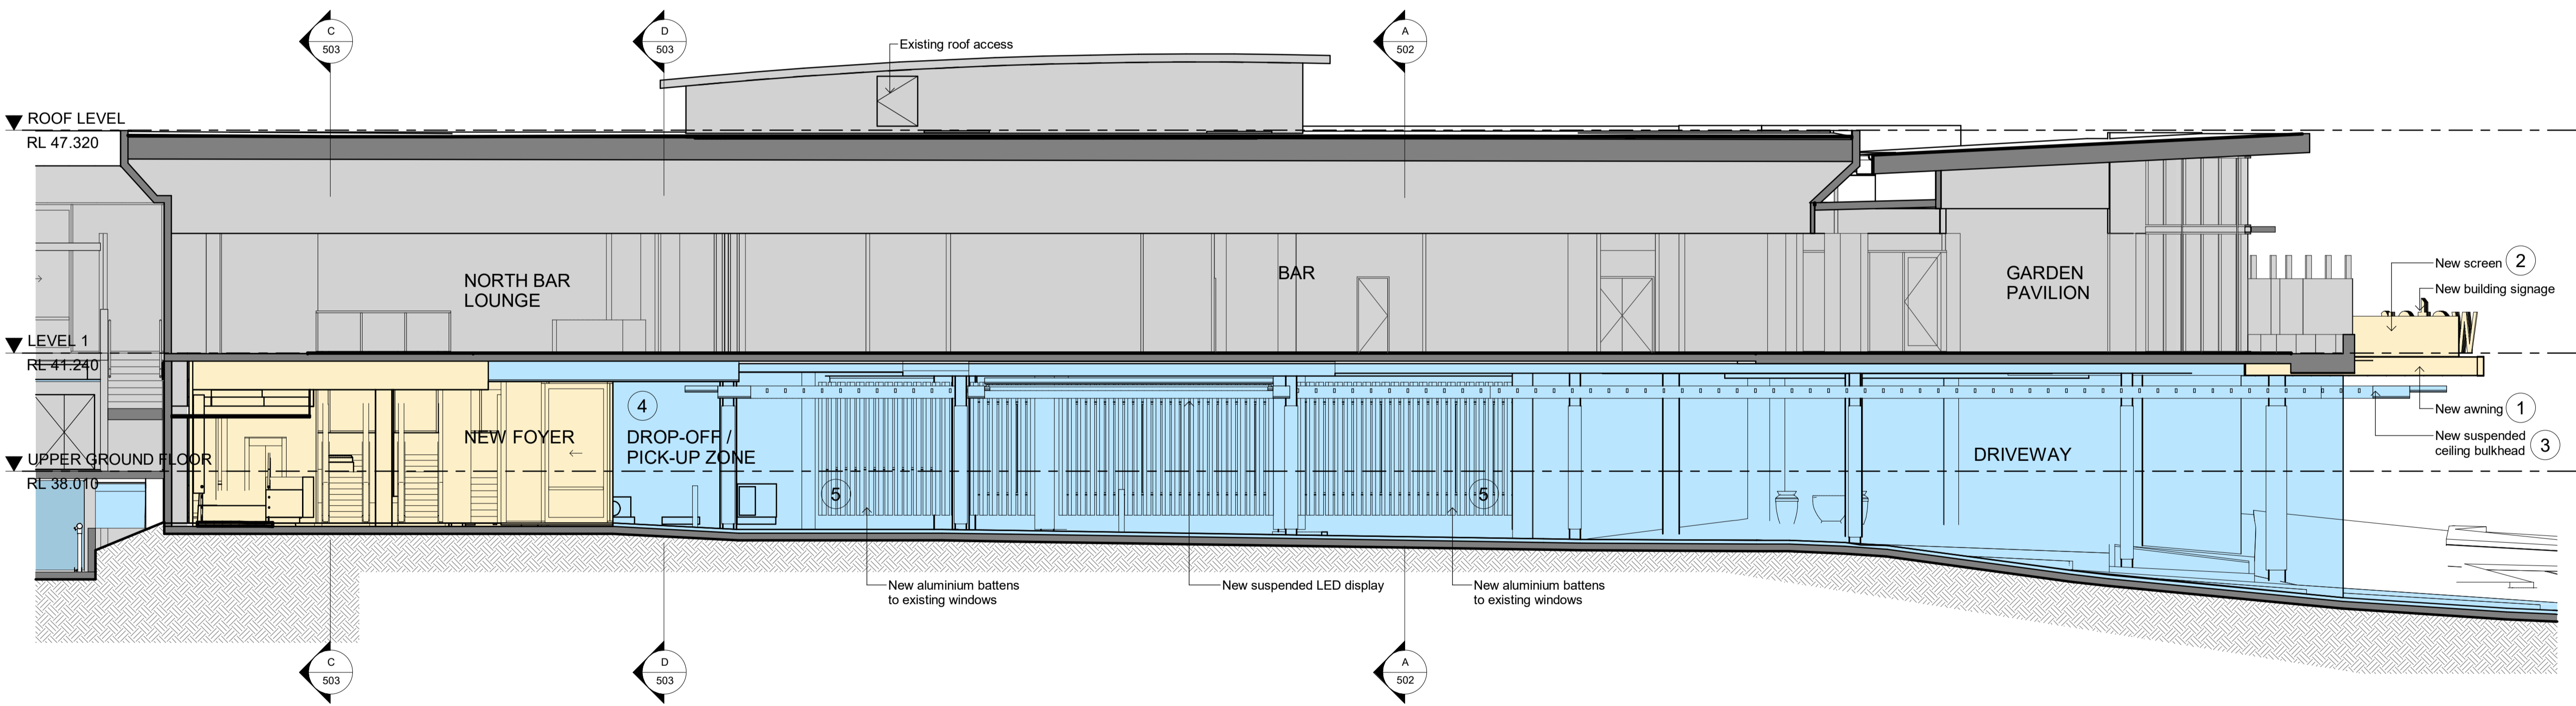 C
503
D
503
A
502
Existing roof access
ROOF LEVEL
RL 47.320
NORTH BAR
LOUNGE
BAR
GARDEN
PAVILION
New screen 2
New building signage
W
LEVEL 1
RL 41.240
New awning 1
New suspended
ceiling bulkhead 3
4
NEW FOYER
DROP-OFF /
PICK-UP ZONE
DRIVEWAY
UPPER GROUND FLOOR
RL 38.010
5
5
New aluminium battens
to existing windows
New suspended LED display
New aluminium battens
to existing windows
C
503
D
503
A
502